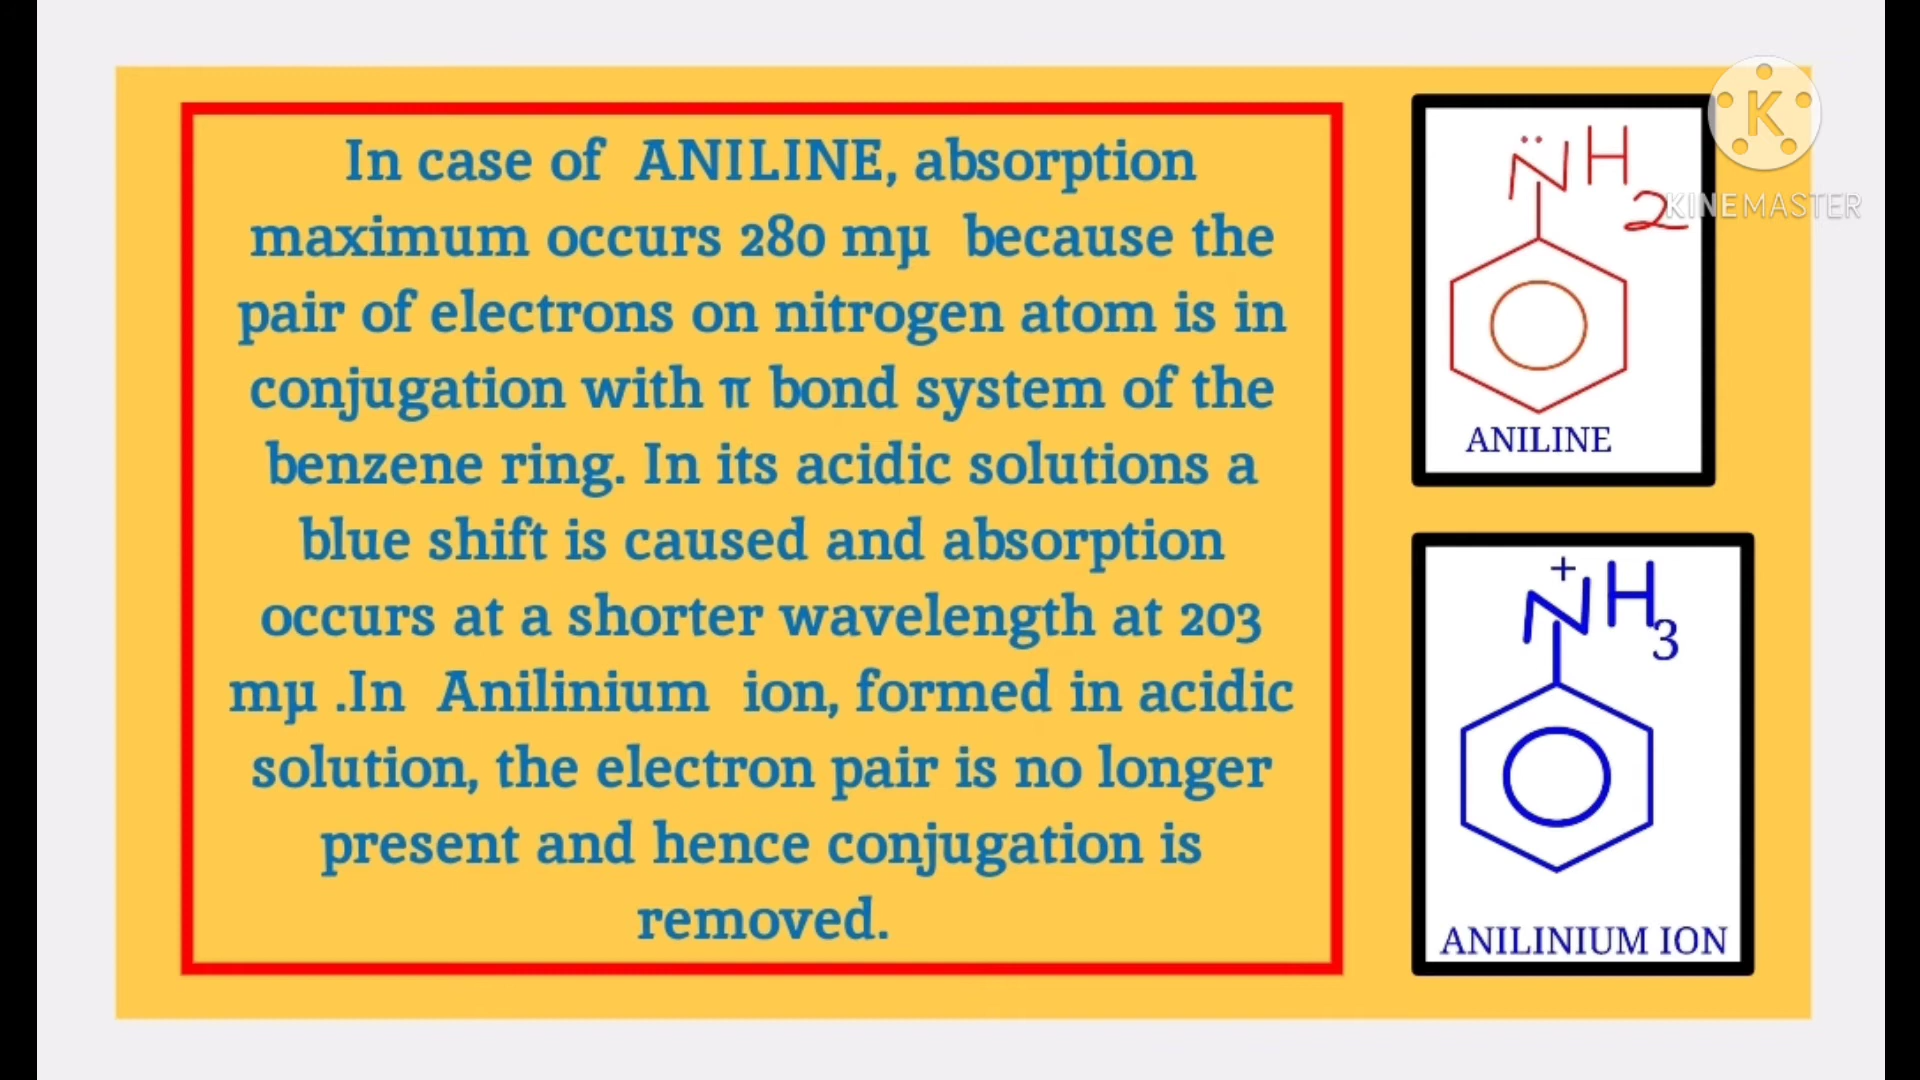 In case of ANILINE, absorption
maximum occurs 280 mµ because the
pair of electrons on nitrogen atom is in
conjugation with π bond system of the
benzene ring. In its acidic solutions a
blue shift is caused and absorption
occurs at a shorter wavelength at 203
mµ .In Anilinium ion, formed in acidic
solution, the electron pair is no longer
present and hence conjugation is
removed.
K
KINEMASTER
N̈H2
ANILINE
+
NH3
ANILINIUM ION